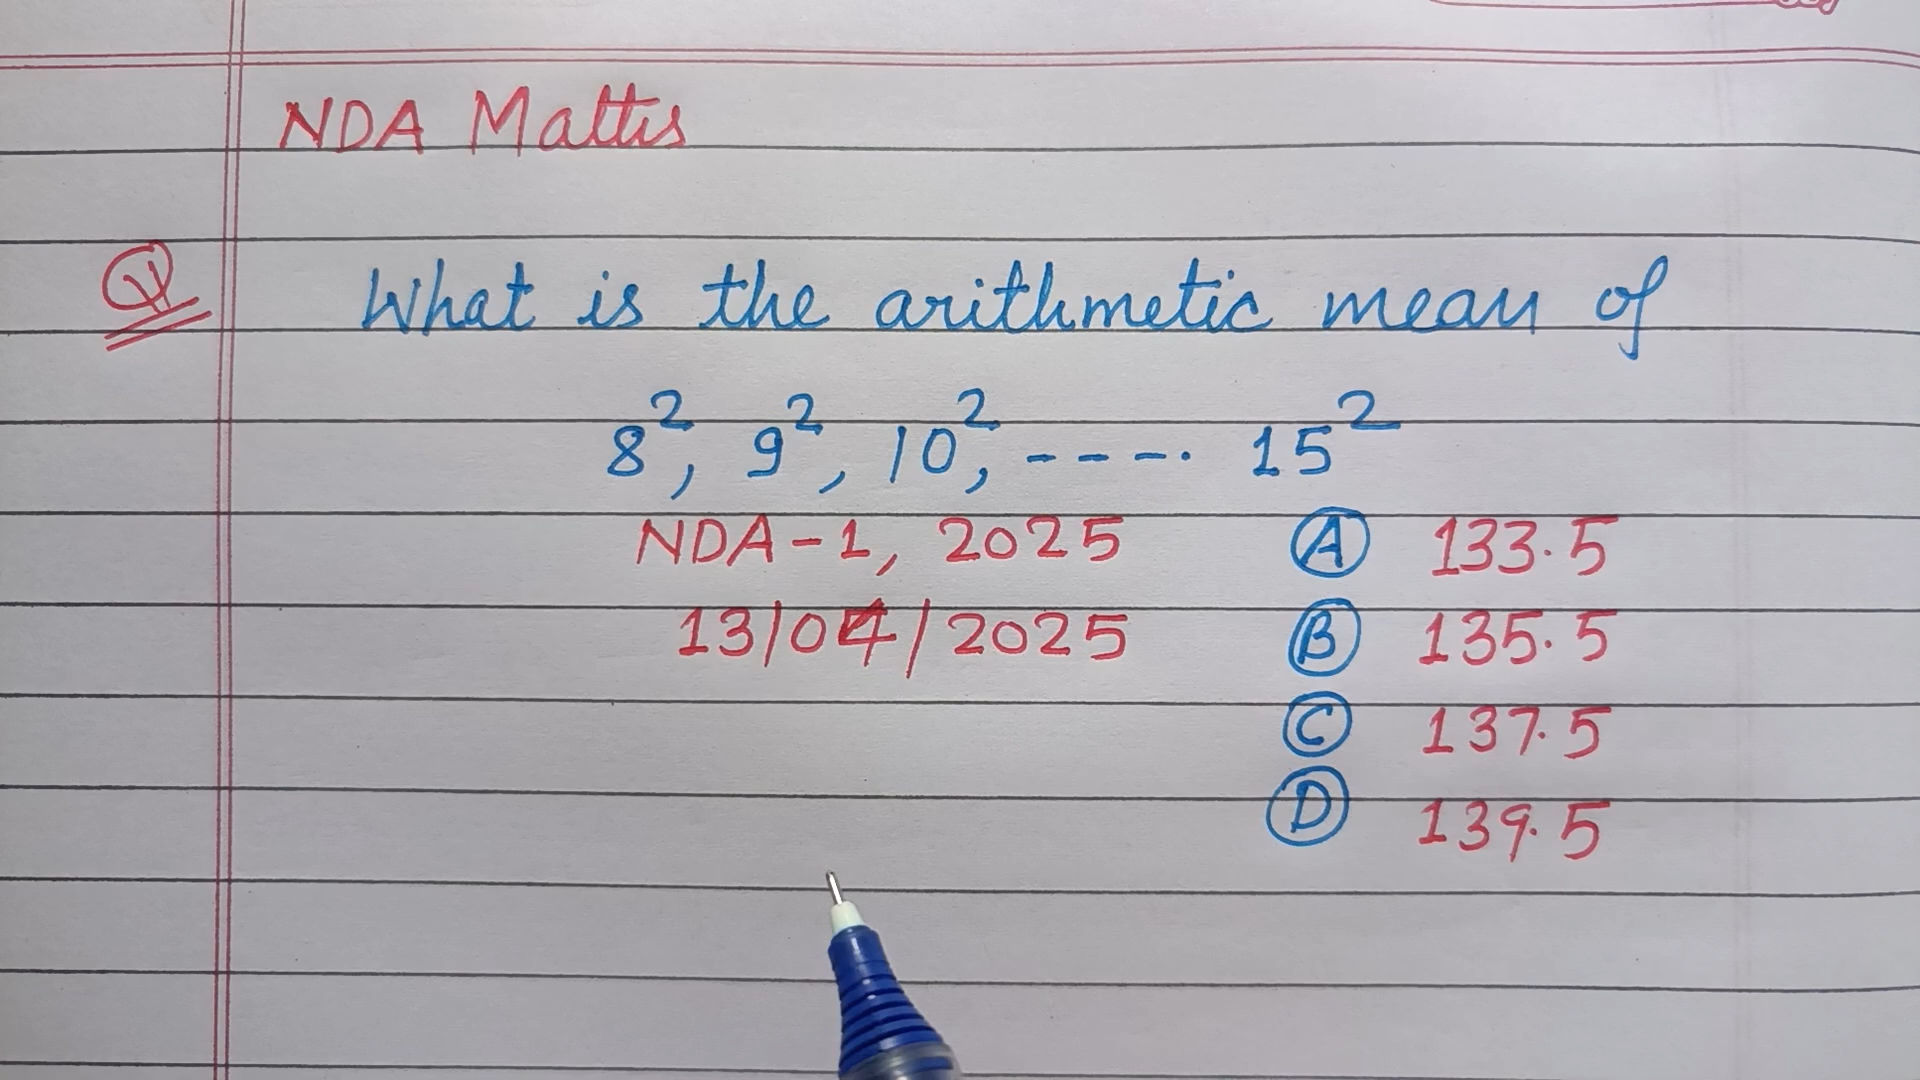 NDA Maths
Q What is the arithmetic mean of
8², 9², 10², ----. 15²
NDA-1, 2025
13/04/2025
A 133.5
B 135.5
C 137.5
D 139.5